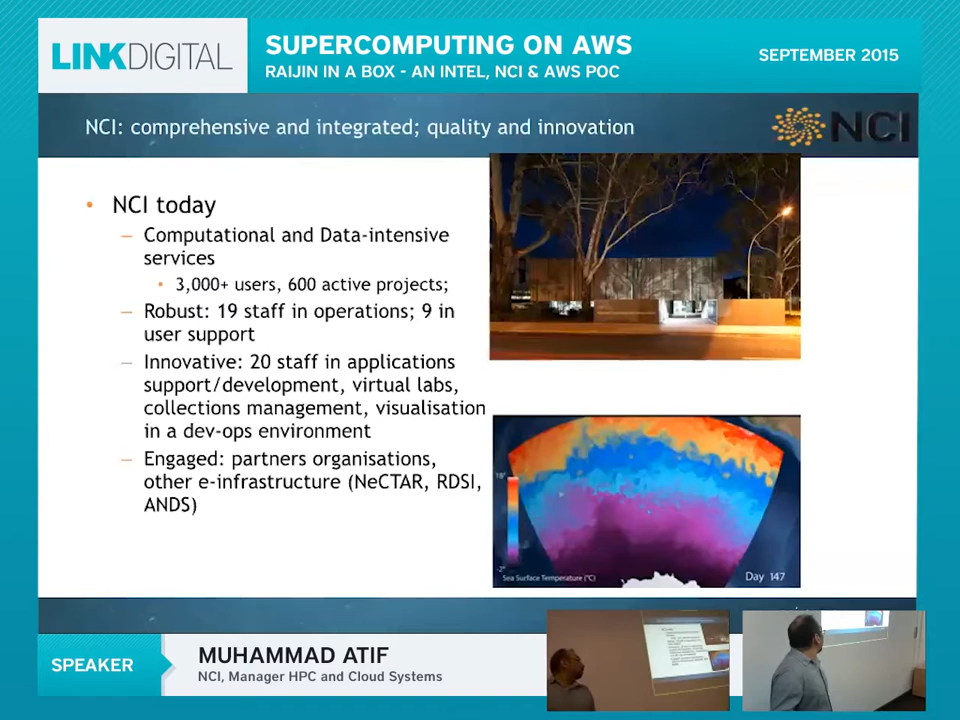 LINKDIGITAL
SUPERCOMPUTING ON AWS
RAIJIN IN A BOX - AN INTEL, NCI & AWS POC
SEPTEMBER 2015
NCI: comprehensive and integrated; quality and innovation
NCI
• NCI today
– Computational and Data-intensive
services
• 3,000+ users, 600 active projects;
– Robust: 19 staff in operations; 9 in
user support
– Innovative: 20 staff in applications
support/development, virtual labs,
collections management, visualisation
in a dev-ops environment
– Engaged: partners organisations,
other e-infrastructure (NeCTAR, RDSI,
ANDS)
-2°
Sea Surface Temperature (°C)
Day 147
SPEAKER
MUHAMMAD ATIF
NCI, Manager HPC and Cloud Systems